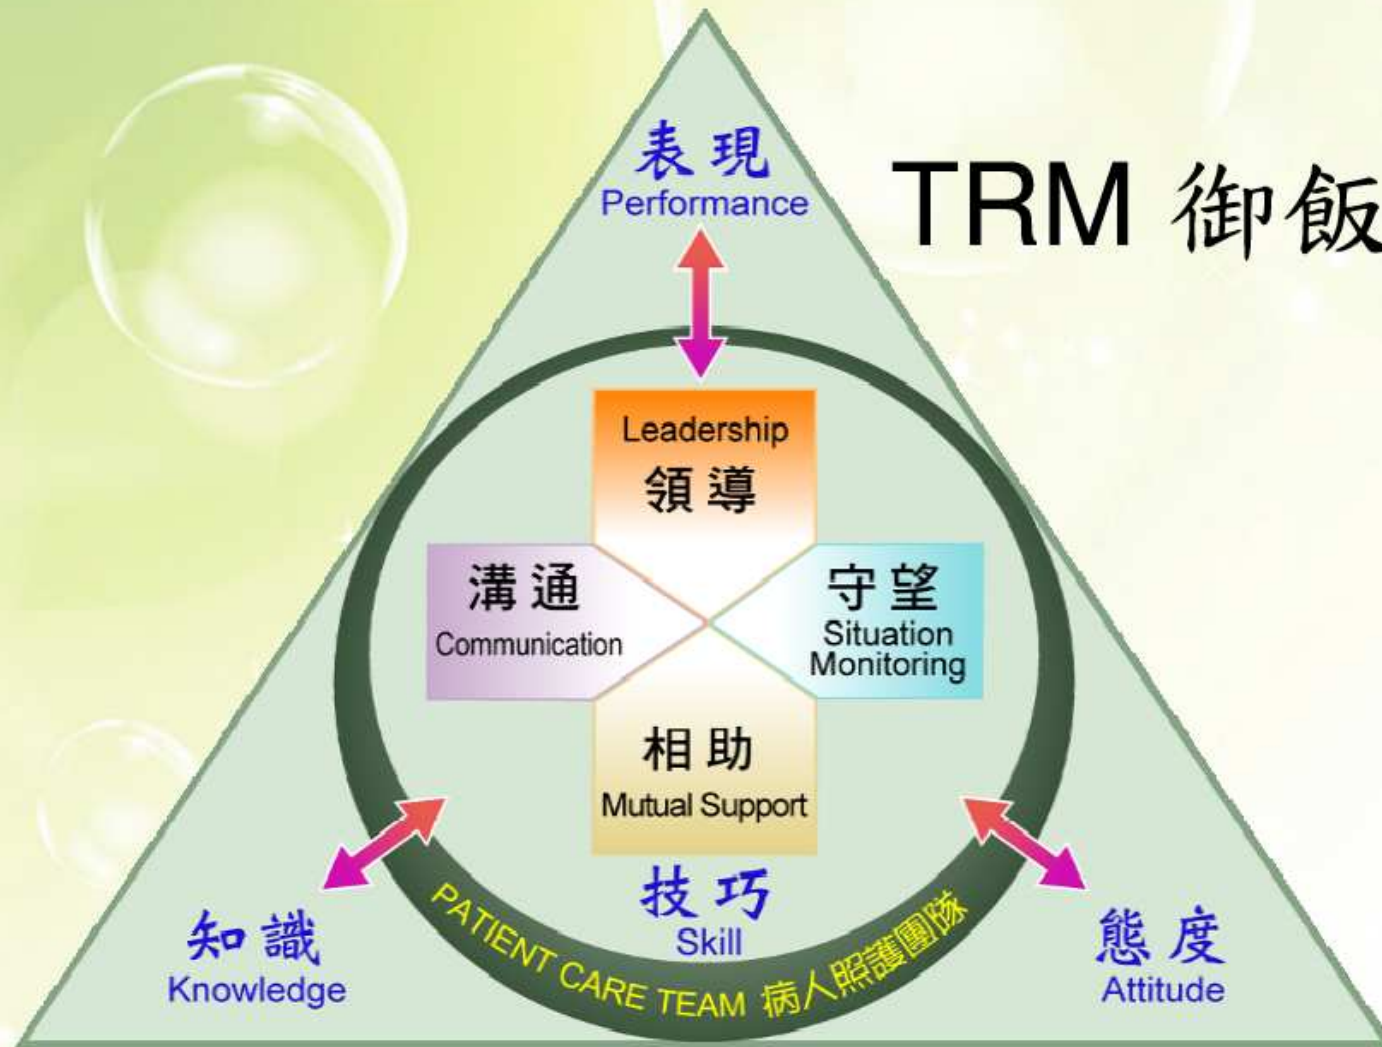 TRM 御飯
表現
Performance
Leadership
領導
溝通
Communication
守望
Situation
Monitoring
相助
Mutual Support
技巧
Skill
知識
Knowledge
態度
Attitude
PATIENT CARE TEAM 病人照護團隊